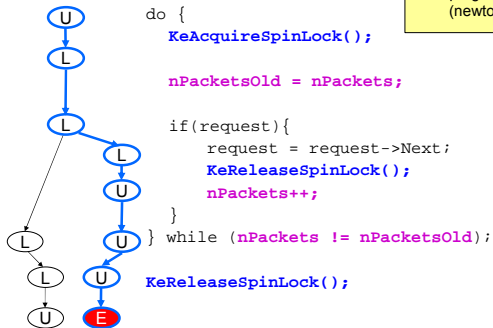 (newto
U
do {
KeAcquireSpinLock();
L
nPacketsOld = nPackets;
L
if(request){
L
request = request->Next;
KeReleaseSpinLock();
U
nPackets++;
}
L
U
} while (nPackets != nPacketsOld);
L
U
KeReleaseSpinLock();
U
E